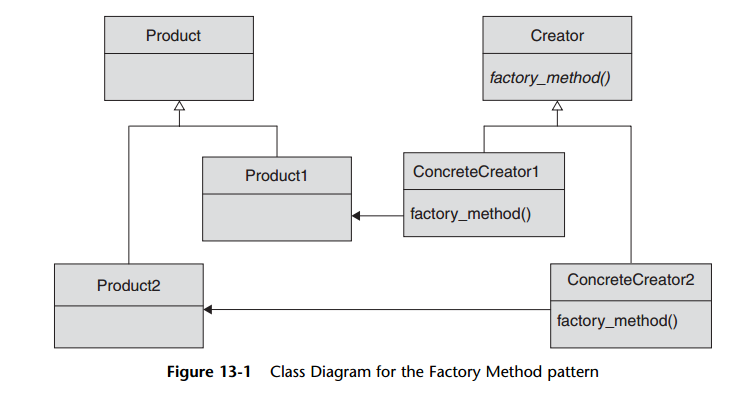 Product
Creator
factory_method()
Product1
ConcreteCreator1
factory_method()
Product2
ConcreteCreator2
factory_method()
Figure 13-1 Class Diagram for the Factory Method pattern